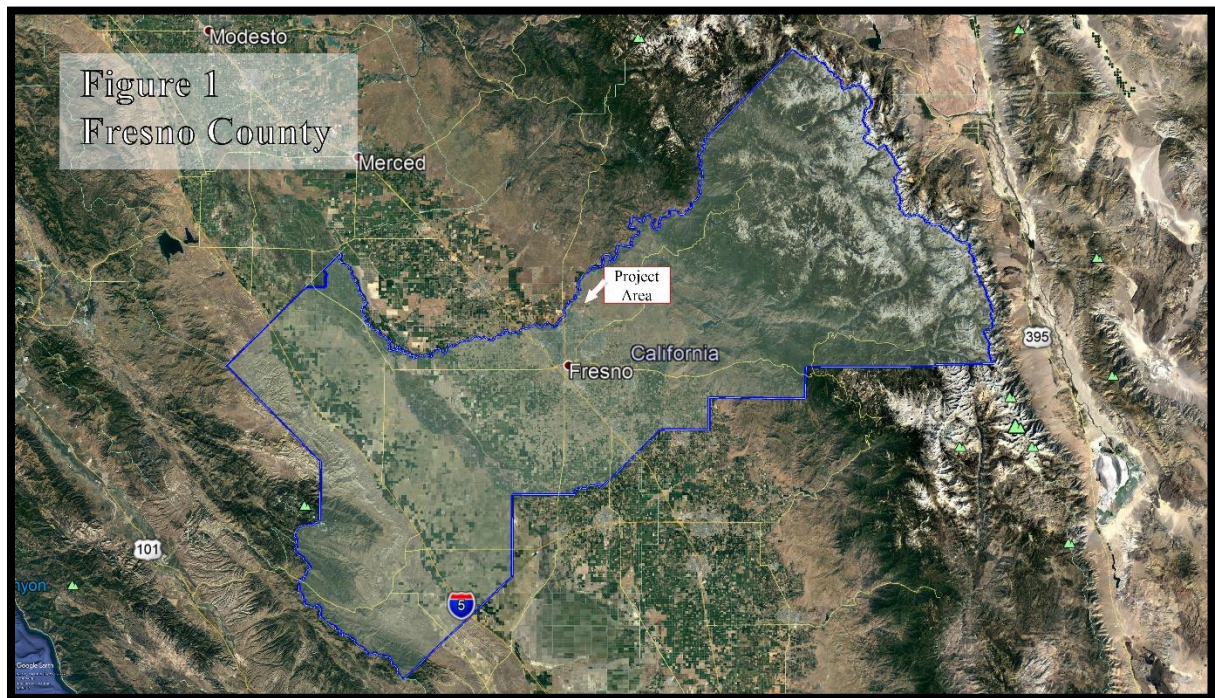 Modesto
Figure 1
Fresno County
Merced
Project
Area
395
California
Fresno
101
nyon
5
Google Earth